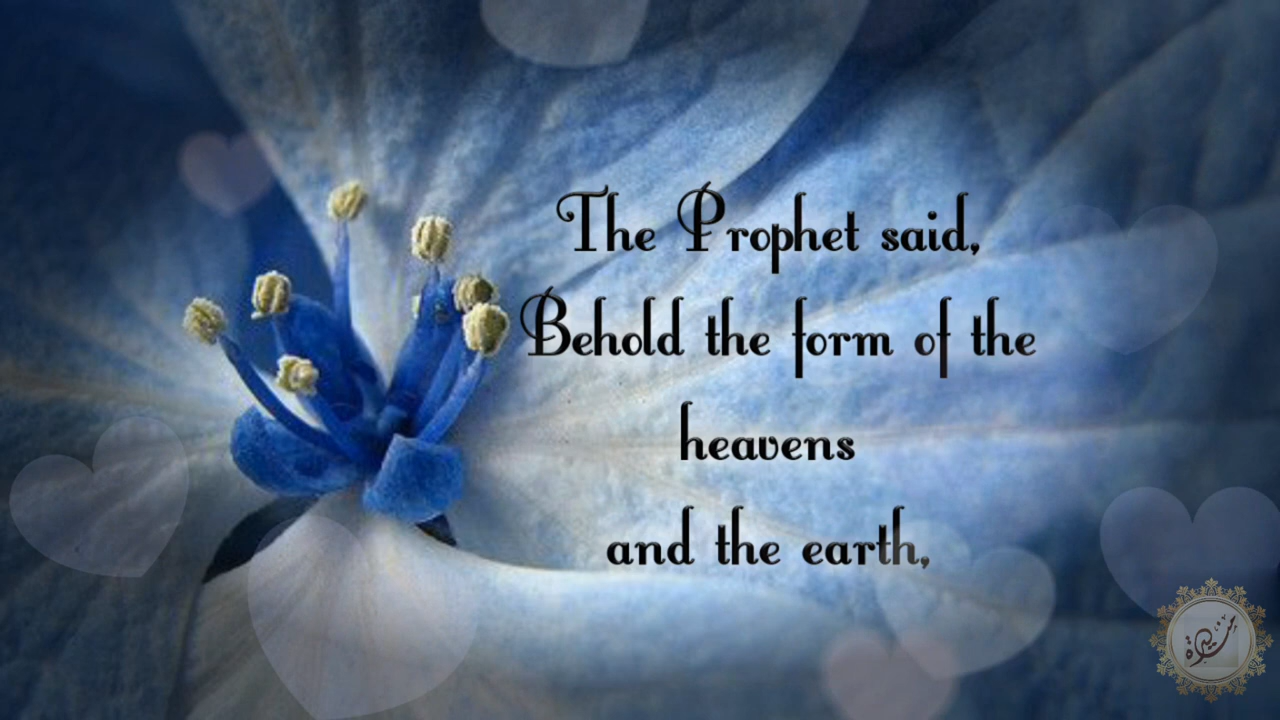 The Prophet said,
Behold the form of the
heavens
and the earth,